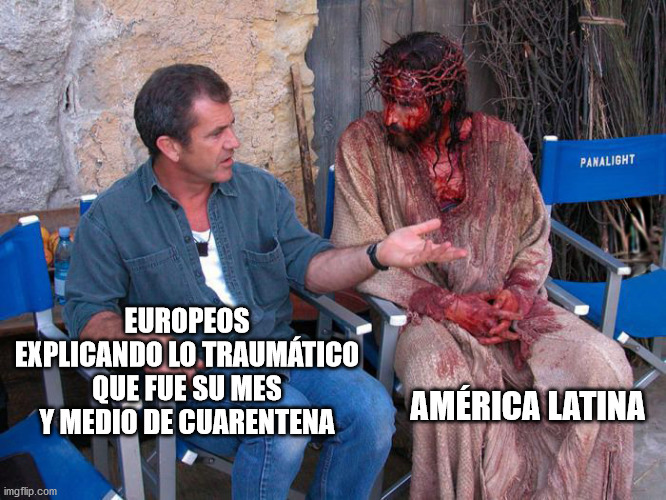 PANALIGHT
EUROPEOS
EXPLICANDO LO TRAUMÁTICO
QUE FUE SU MES
Y MEDIO DE CUARENTENA
AMÉRICA LATINA
imgflip.com